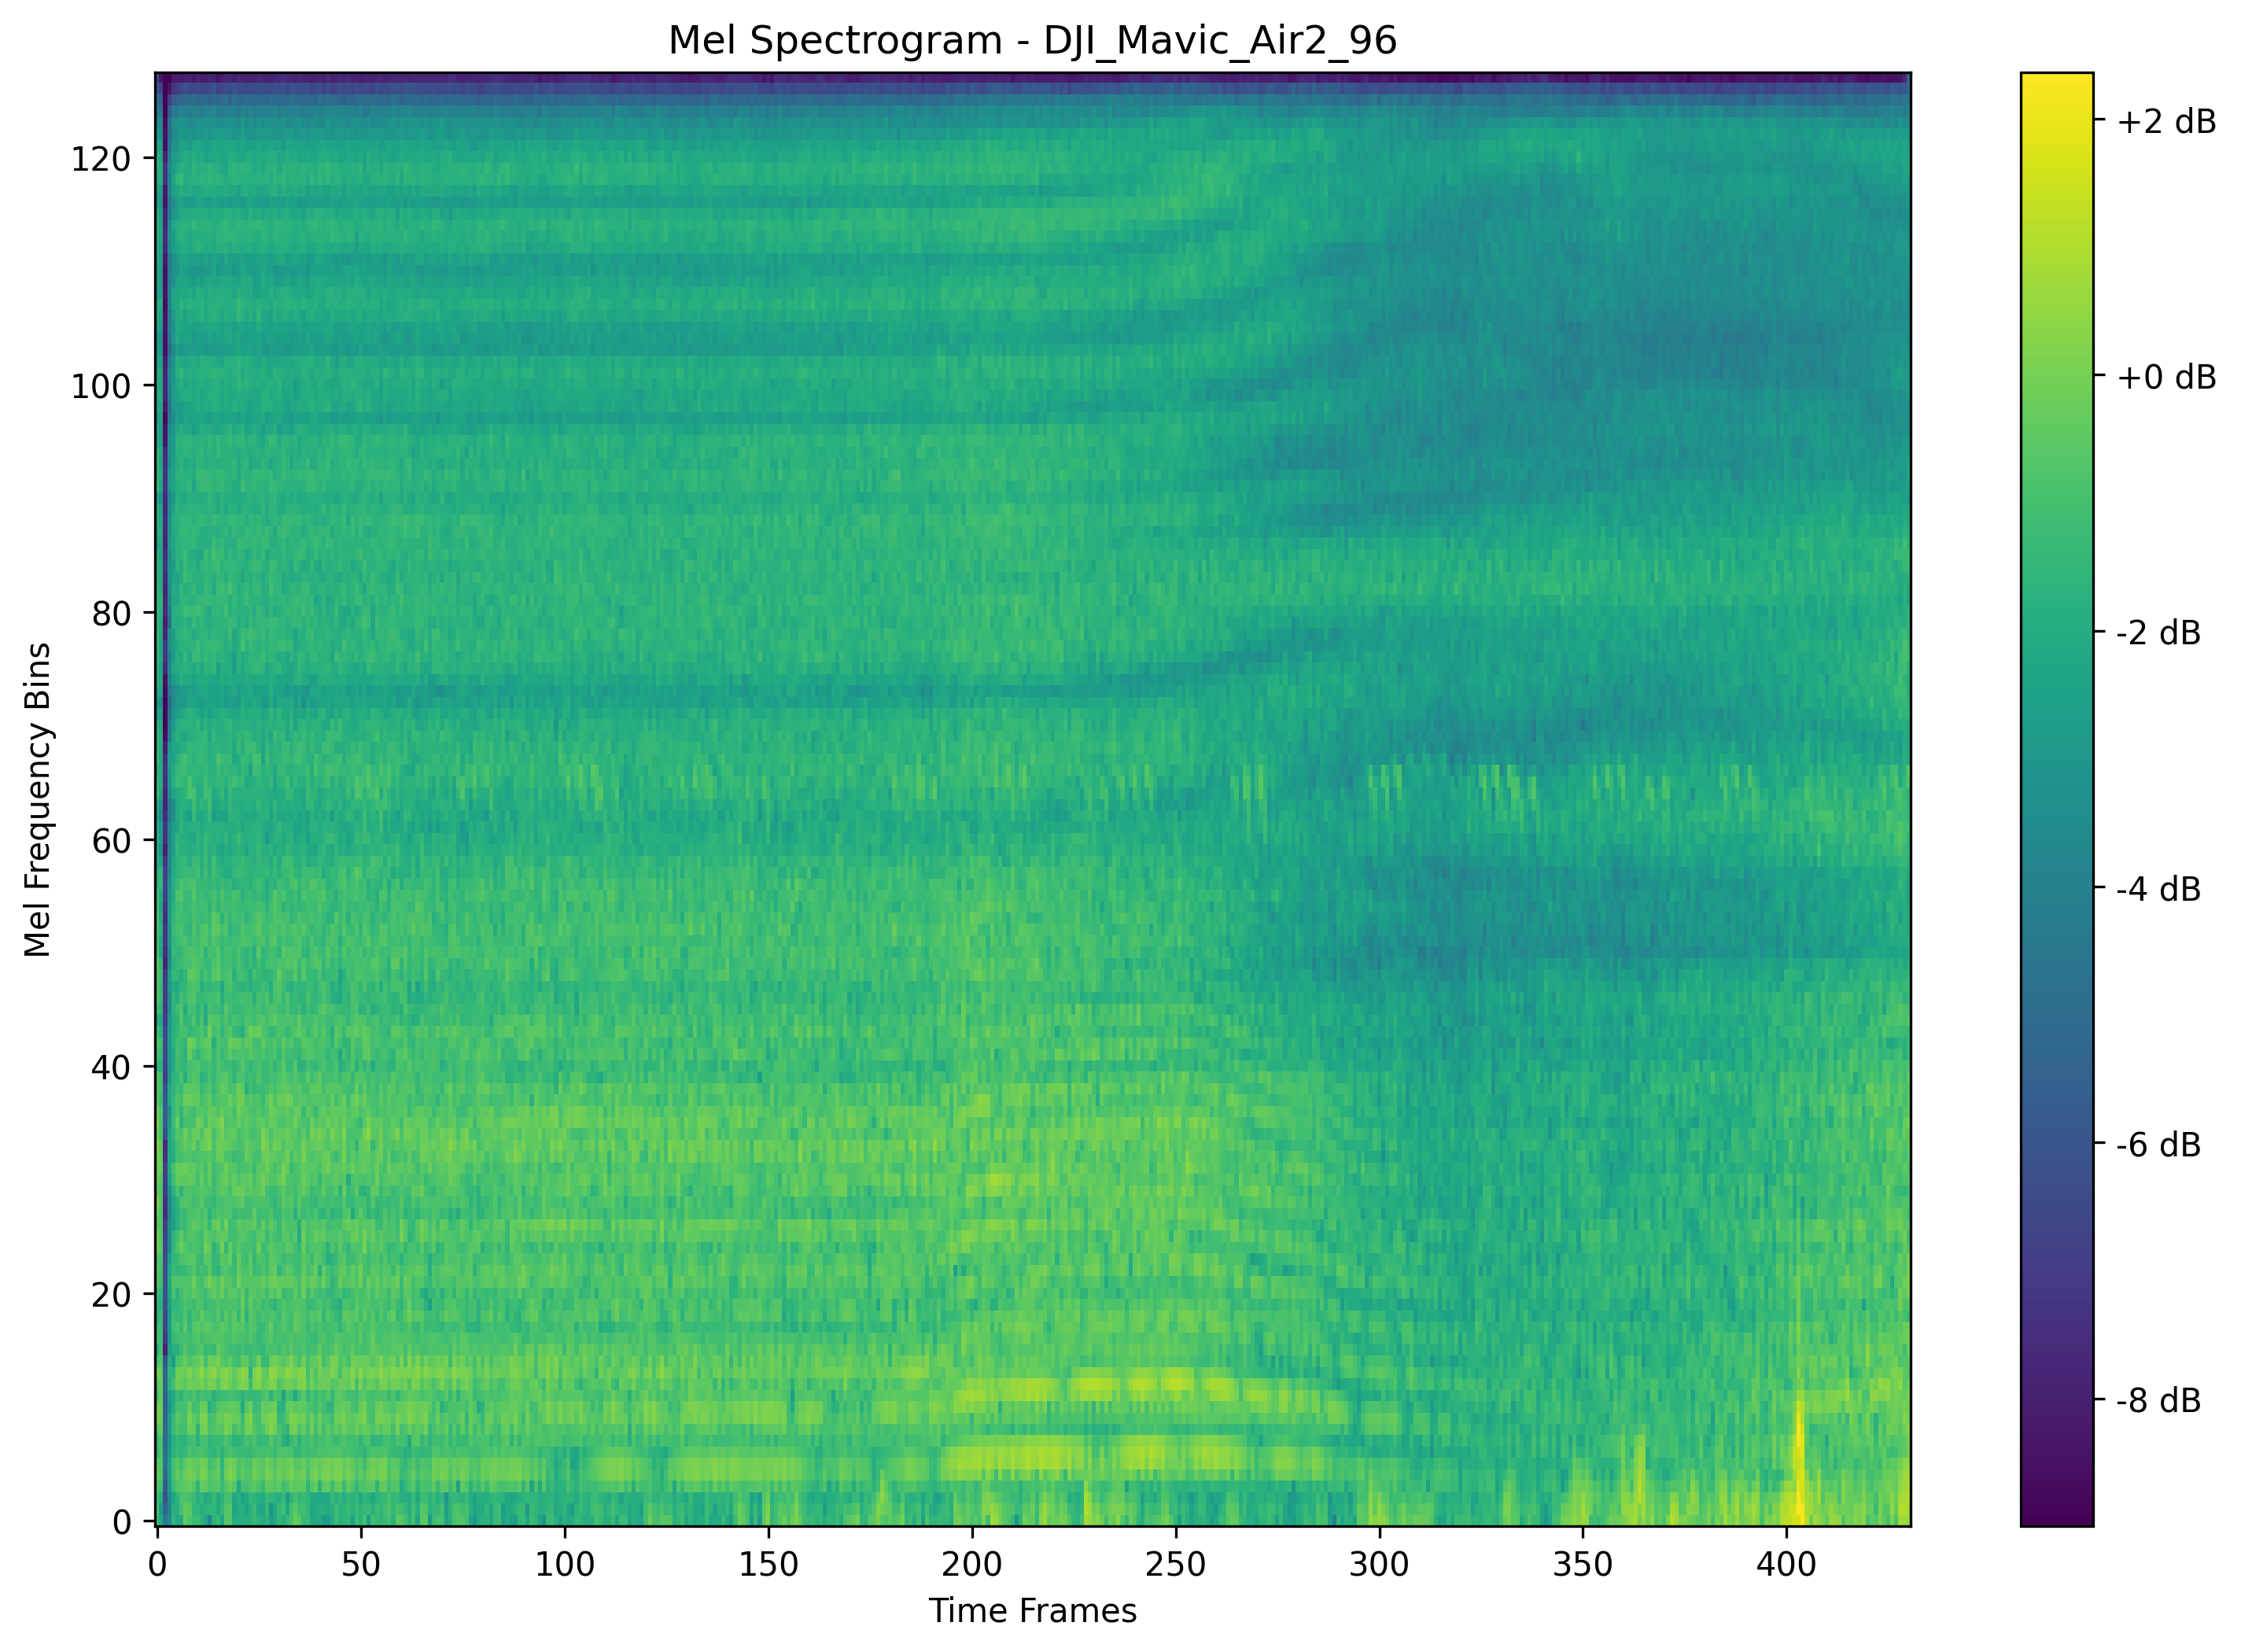 Mel Spectrogram - DJI_Mavic_Air2_96
Mel Frequency Bins
120
100
80
60
40
20
0
0 50 100 150 200 250 300 350 400
Time Frames
+2 dB
+0 dB
-2 dB
-4 dB
-6 dB
-8 dB